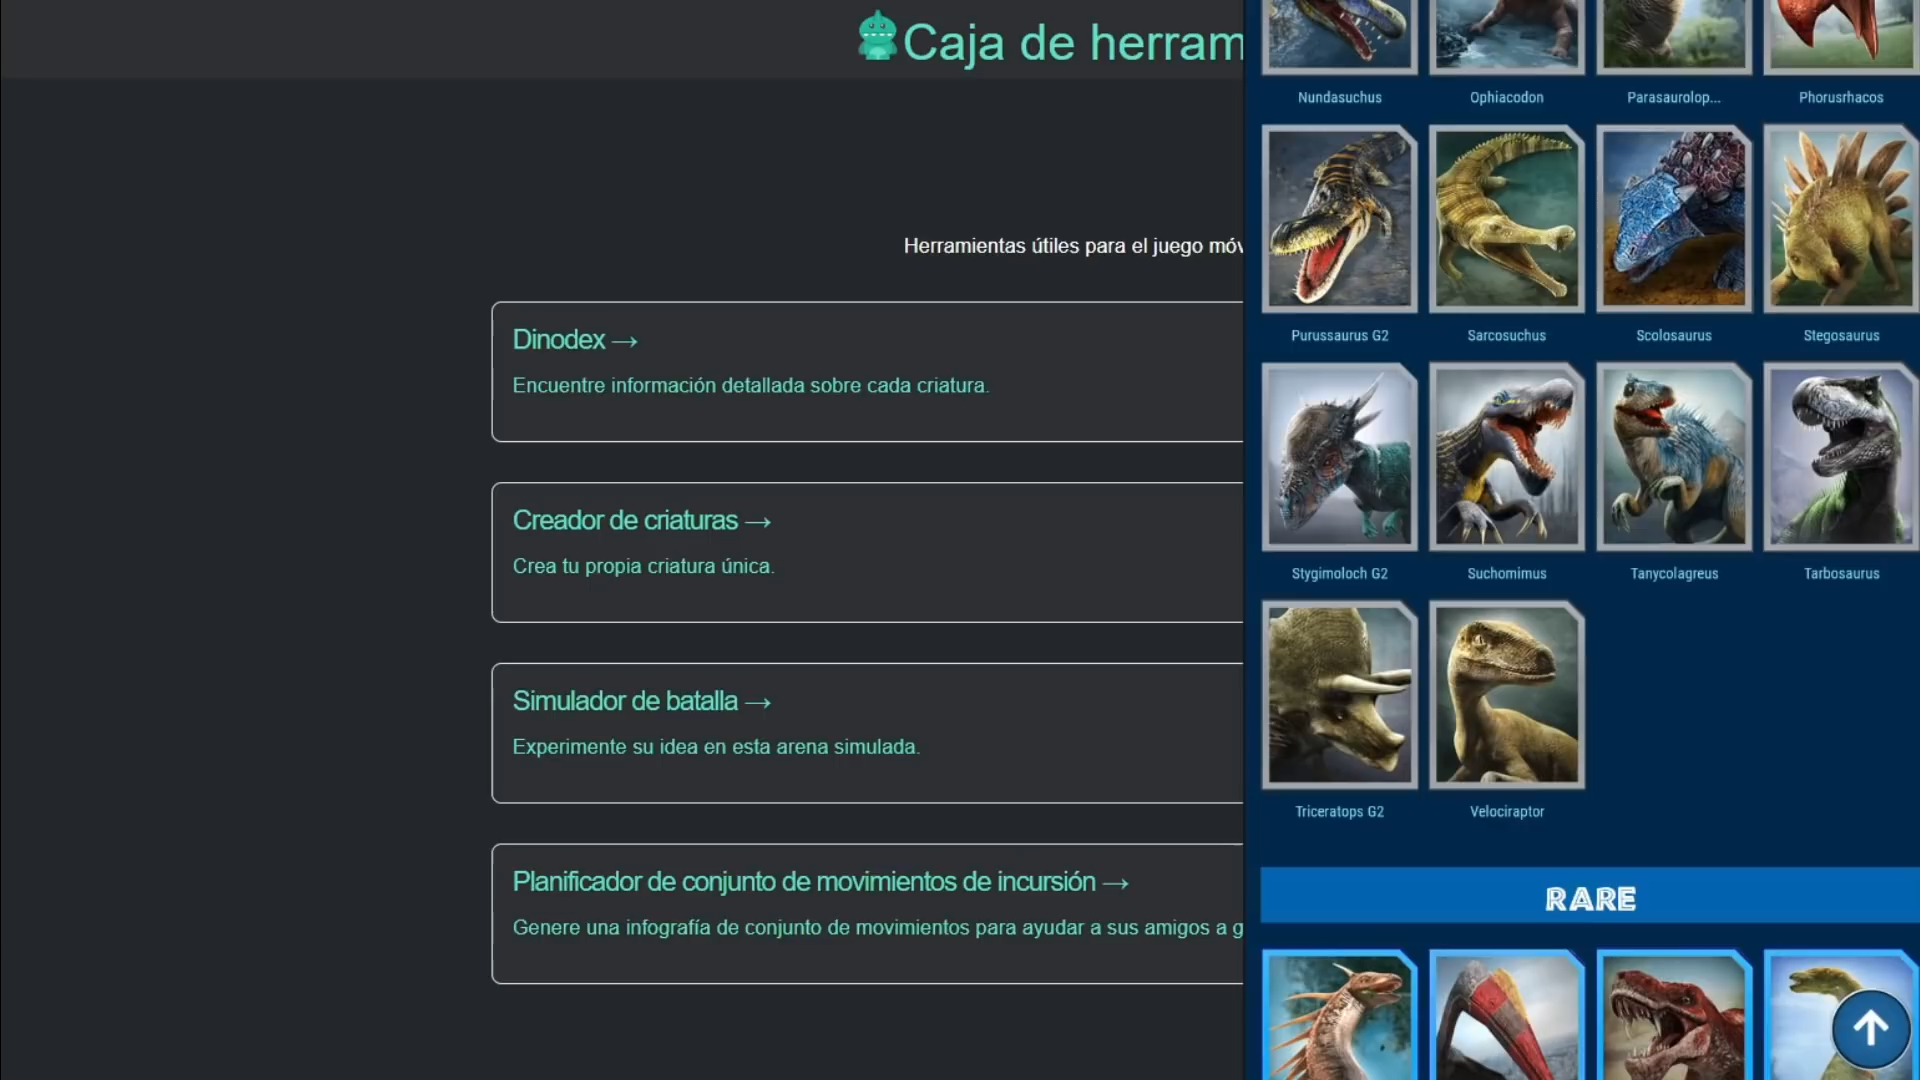 Caja de herram
Herramientas útiles para el juego móv
Dinodex →
Encuentre información detallada sobre cada criatura.
Creador de criaturas →
Crea tu propia criatura única.
Simulador de batalla →
Experimente su idea en esta arena simulada.
Planificador de conjunto de movimientos de incursión →
Genere una infografía de conjunto de movimientos para ayudar a sus amigos a g
Nundasuchus
Ophiacodon
Parasaurolop...
Phorusrhacos
Purussaurus G2
Sarcosuchus
Scolosaurus
Stegosaurus
Stygimoloch G2
Suchomimus
Tanycolagreus
Tarbosaurus
Triceratops G2
Velociraptor
RARE